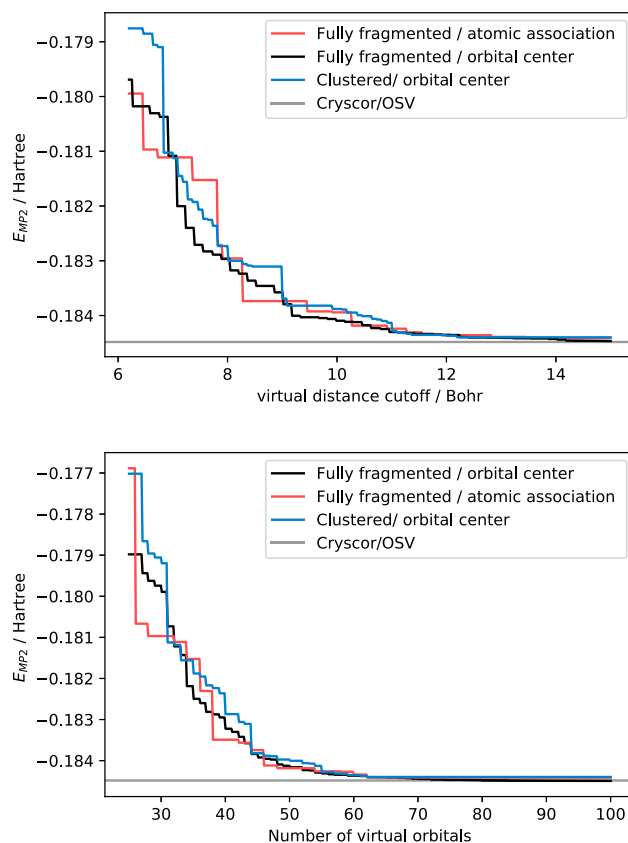 −0.179
−0.180
−0.181
−0.182
−0.183
−0.184
E_MP2 / Hartree
Fully fragmented / atomic association
Fully fragmented / orbital center
Clustered/ orbital center
Cryscor/OSV
6 8 10 12 14
virtual distance cutoff / Bohr
−0.177
−0.178
−0.179
−0.180
−0.181
−0.182
−0.183
−0.184
E_MP2 / Hartree
Fully fragmented / orbital center
Fully fragmented / atomic association
Clustered/ orbital center
Cryscor/OSV
30 40 50 60 70 80 90 100
Number of virtual orbitals